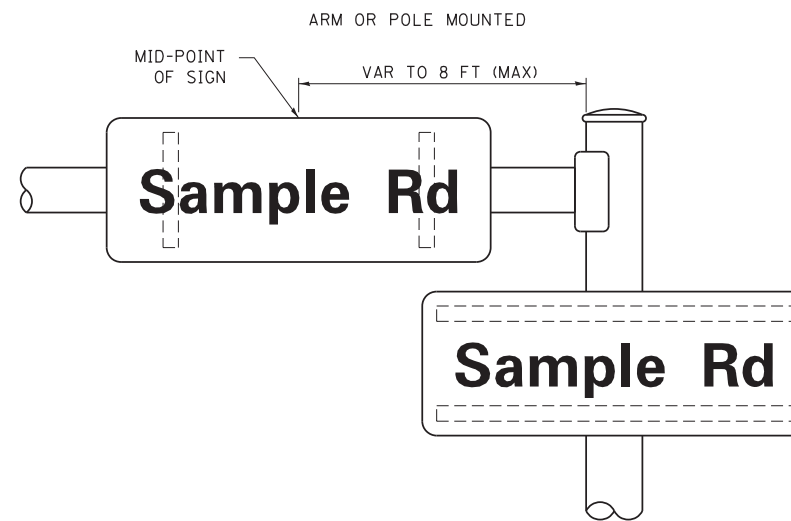 ARM OR POLE MOUNTED
MID-POINT
OF SIGN
VAR TO 8 FT (MAX)
Sample Rd
Sample Rd